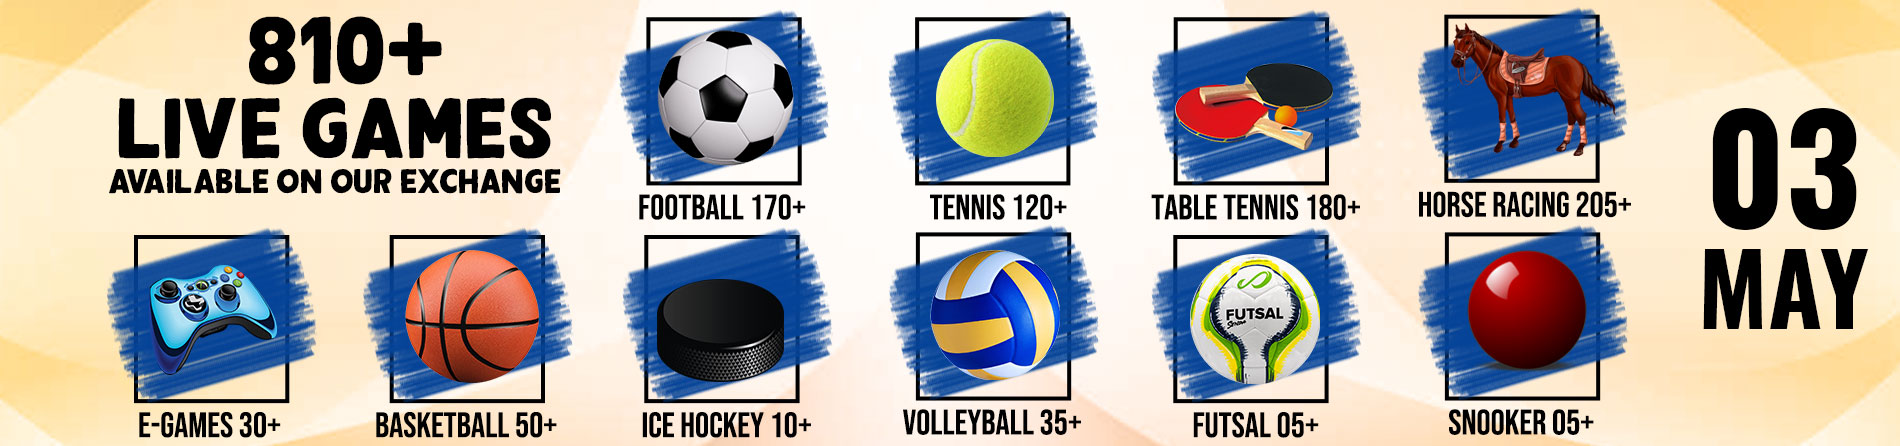 810+
LIVE GAMES
AVAILABLE ON OUR EXCHANGE
FOOTBALL 170+
TENNIS 120+
TABLE TENNIS 180+
HORSE RACING 205+
03
MAY
E-GAMES 30+
BASKETBALL 50+
ICE HOCKEY 10+
VOLLEYBALL 35+
FUTSAL
FUTSAL 05+
SNOOKER 05+